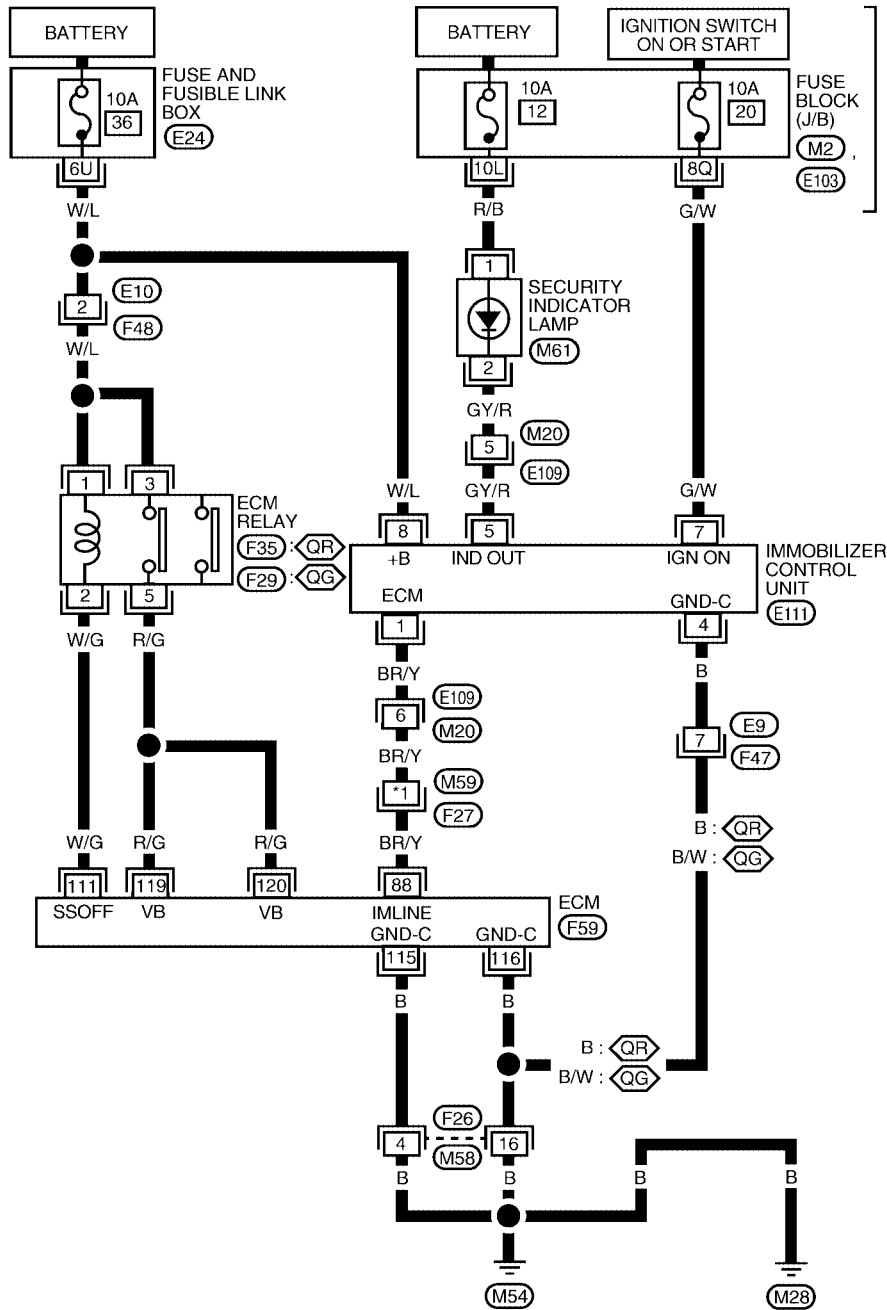 BATTERY
BATTERY
IGNITION SWITCH
ON OR START
10A
36
FUSE AND
FUSIBLE LINK
BOX
E24
10A
12
10A
20
FUSE
BLOCK
(J/B)
M2 ,
E103
6U
10L
8Q
W/L
R/B
G/W
2
E10
F48
1
SECURITY
INDICATOR
LAMP
M61
2
W/L
GY/R
5
M20
E109
1
3
W/L
GY/R
G/W
ECM
RELAY
F35 : QR
F29 : QG
8
5
7
+B
IND OUT
IGN ON
IMMOBILIZER
CONTROL
UNIT
E111
ECM
GND-C
2
5
1
4
W/G
R/G
BR/Y
B
6
E109
M20
7
E9
F47
BR/Y
*1
M59
F27
B : QR
B/W : QG
W/G
R/G
R/G
BR/Y
111
119
120
88
SSOFF
VB
VB
IMLINE
ECM
F59
GND-C
GND-C
115
116
B
B
B : QR
B/W : QG
4
F26
M58
16
B
B
B
B
M54
M28